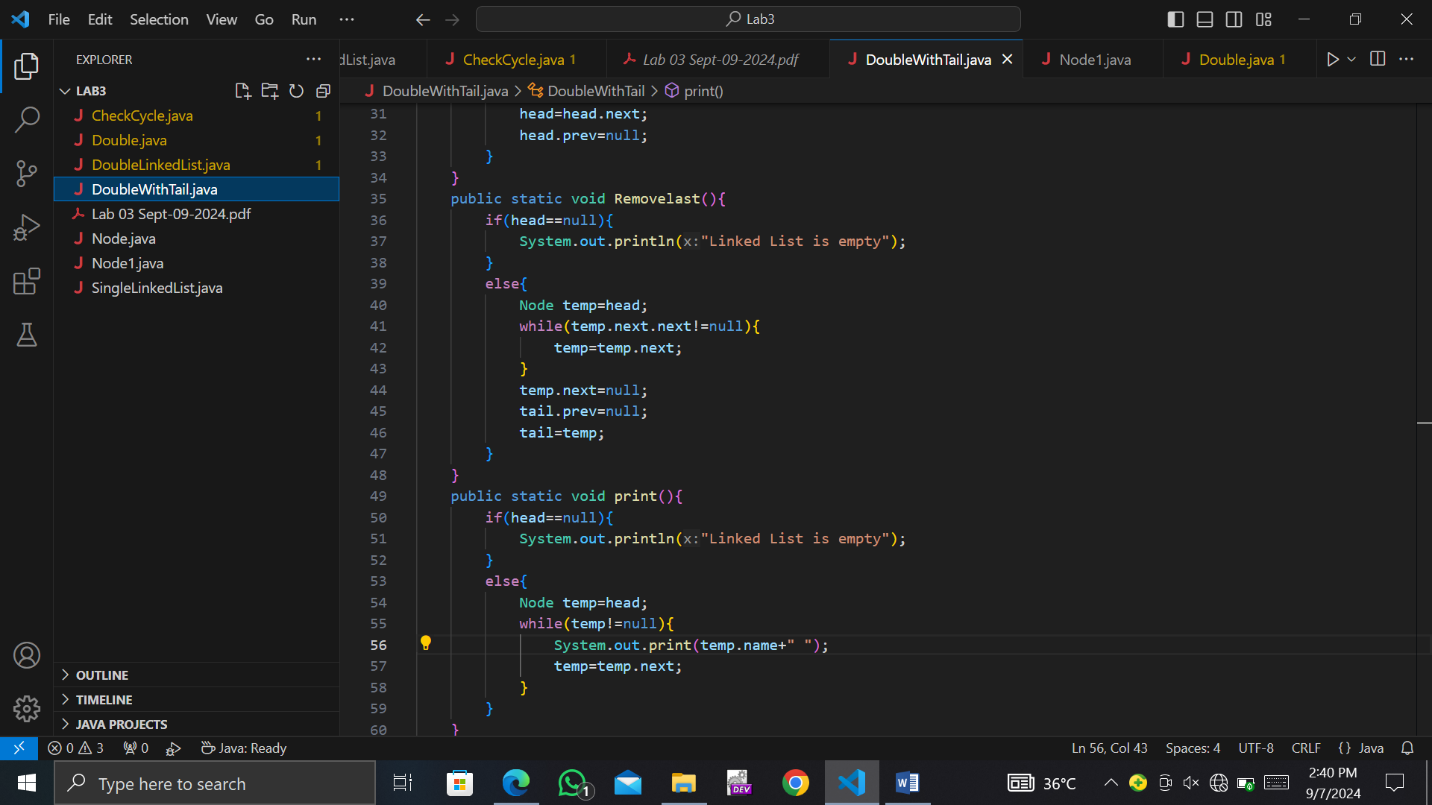 File Edit Selection View Go Run ··· Lab3
EXPLORER ···
dList.java CheckCycle.java 1 Lab 03 Sept-09-2024.pdf DoubleWithTail.java Node1.java Double.java 1 ···
LAB3
DoubleWithTail.java > DoubleWithTail > print()
CheckCycle.java 1
Double.java 1
DoubleLinkedList.java 1
DoubleWithTail.java
Lab 03 Sept-09-2024.pdf
Node.java
Node1.java
SingleLinkedList.java
OUTLINE
TIMELINE
JAVA PROJECTS
31 head=head.next;
32 head.prev=null;
33 }
34 }
35 public static void Removelast(){
36 if(head==null){
37 System.out.println(x:"Linked List is empty");
38 }
39 else{
40 Node temp=head;
41 while(temp.next.next!=null){
42 temp=temp.next;
43 }
44 temp.next=null;
45 tail.prev=null;
46 tail=temp;
47 }
48 }
49 public static void print(){
50 if(head==null){
51 System.out.println(x:"Linked List is empty");
52 }
53 else{
54 Node temp=head;
55 while(temp!=null){
56 System.out.print(temp.name+" ");
57 temp=temp.next;
58 }
59 }
60 }
0 3 0 Java: Ready Ln 56, Col 43 Spaces: 4 UTF-8 CRLF {} Java
Type here to search 1 DEV 36°C 2:40 PM
9/7/2024